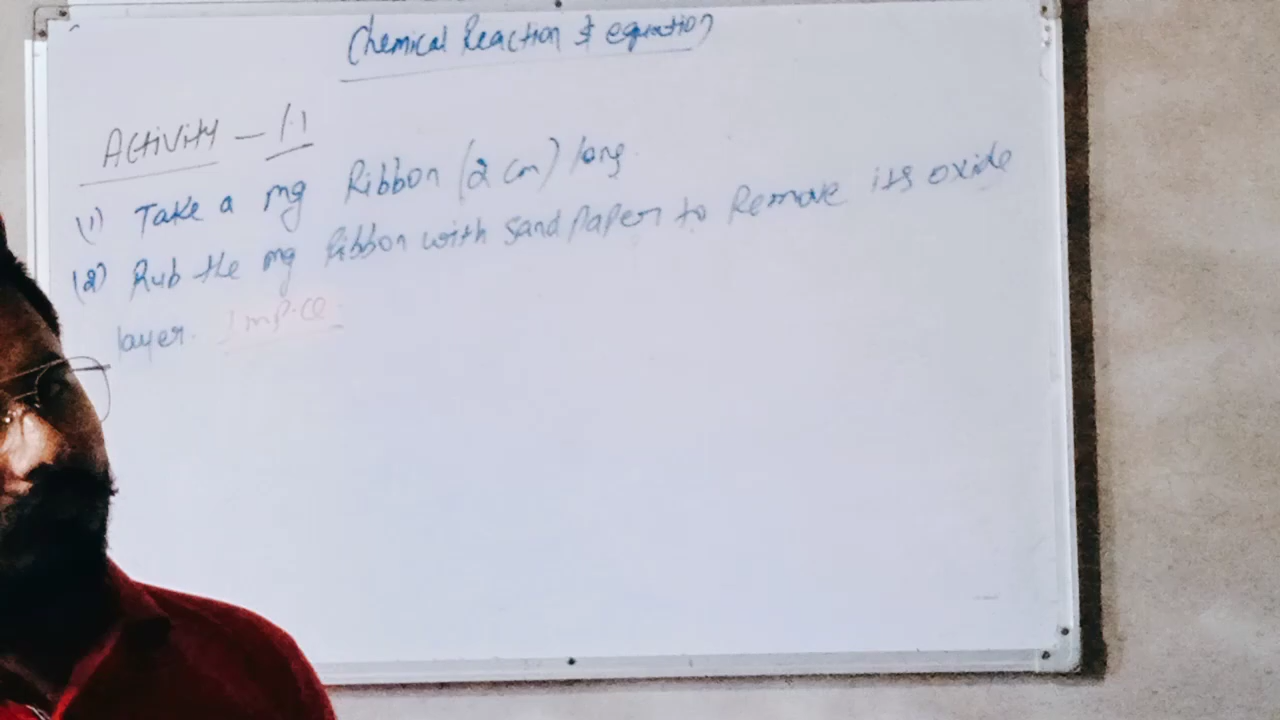 Chemical Reaction & equation
Activity - 1.1
(1) Take a mg Ribbon (2 cm) long.
(2) Rub the mg Ribbon with sand paper to Remove its oxide
layer. Imp.Q.